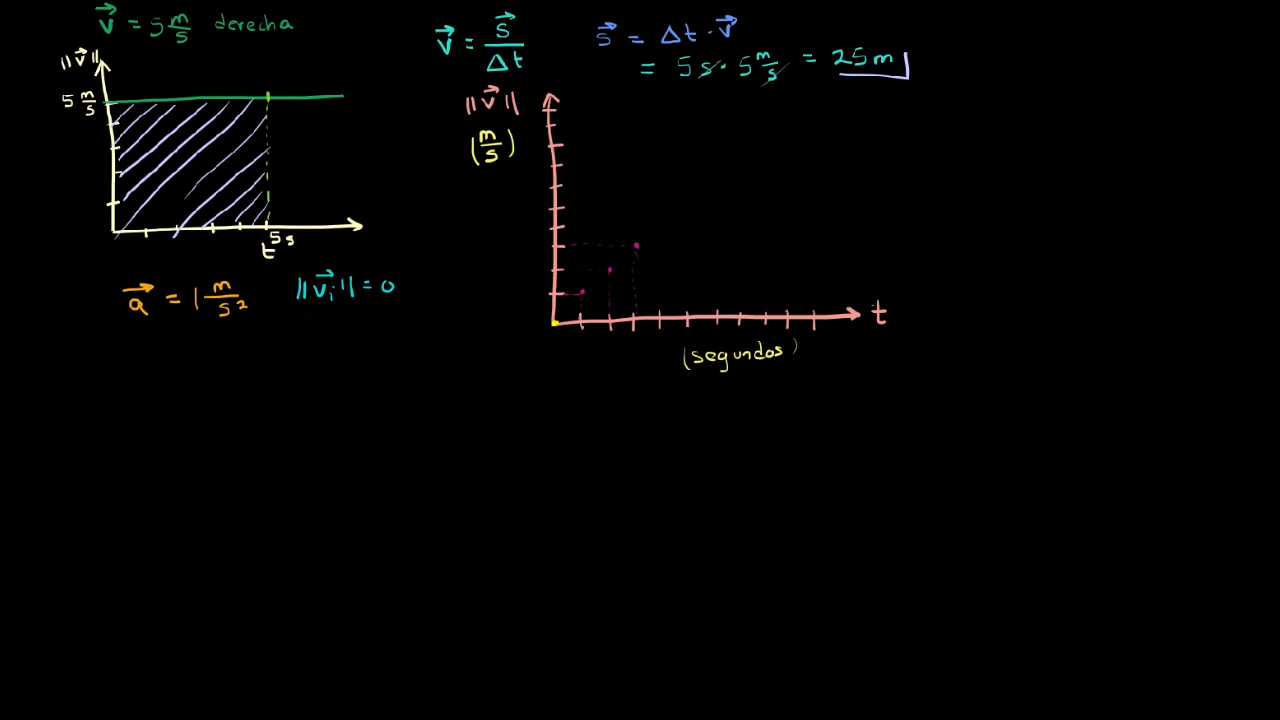 v⃗ = 5 m/s derecha
||v⃗||
5 m/s
5s
t
a⃗ = 1 m/s²
||v⃗ᵢ|| = 0
v⃗ = s⃗/Δt
s⃗ = Δt · v⃗
= 5s · 5 m/s = 25m
||v⃗||
(m/s)
t
(segundos)